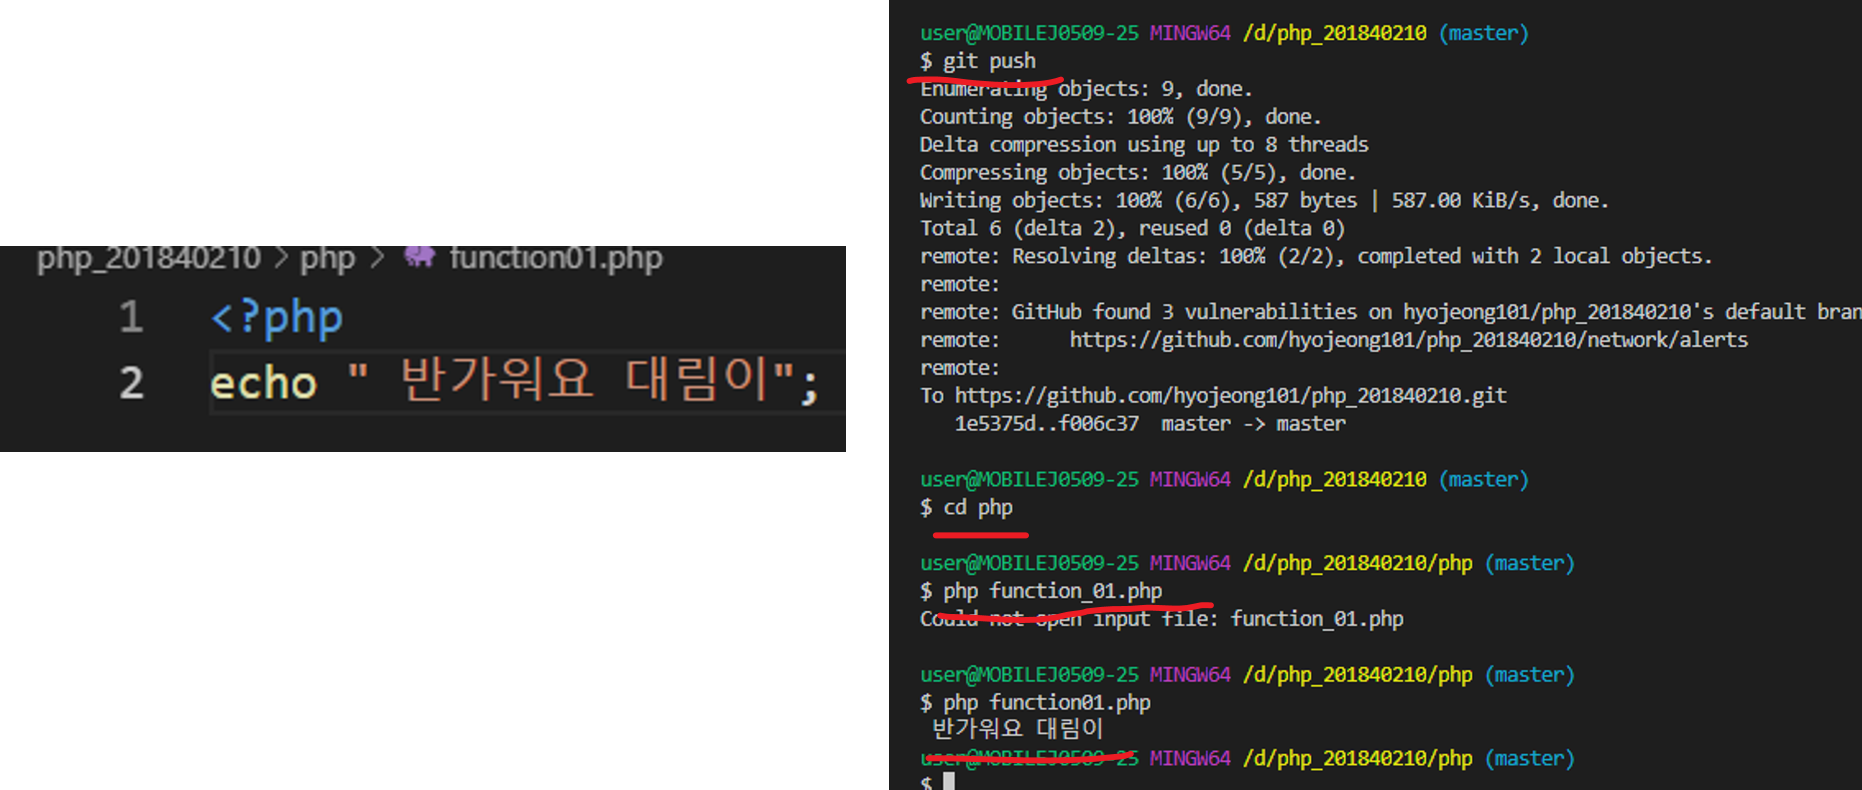 php_201840210 > php > function01.php
1 <?php
2 echo " 반가워요 대림이";
user@MOBILEJ0509-25 MINGW64 /d/php_201840210 (master)
$ git push
Enumerating objects: 9, done.
Counting objects: 100% (9/9), done.
Delta compression using up to 8 threads
Compressing objects: 100% (5/5), done.
Writing objects: 100% (6/6), 587 bytes | 587.00 KiB/s, done.
Total 6 (delta 2), reused 0 (delta 0)
remote: Resolving deltas: 100% (2/2), completed with 2 local objects.
remote:
remote: GitHub found 3 vulnerabilities on hyojeong101/php_201840210's default bran
remote:      https://github.com/hyojeong101/php_201840210/network/alerts
remote:
To https://github.com/hyojeong101/php_201840210.git
   1e5375d..f006c37  master -> master
user@MOBILEJ0509-25 MINGW64 /d/php_201840210 (master)
$ cd php
user@MOBILEJ0509-25 MINGW64 /d/php_201840210/php (master)
$ php function_01.php
Could not open input file: function_01.php
user@MOBILEJ0509-25 MINGW64 /d/php_201840210/php (master)
$ php function01.php
 반가워요 대림이
user@MOBILEJ0509-25 MINGW64 /d/php_201840210/php (master)
$